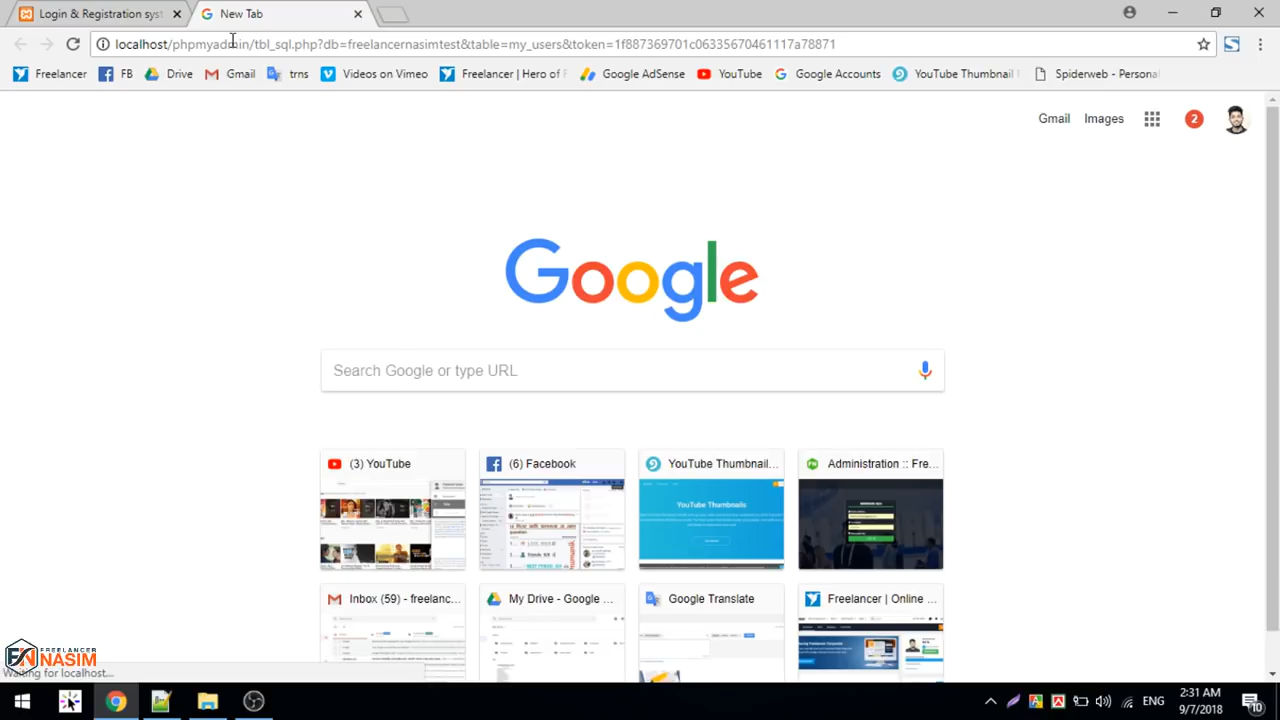 Login & Registration syst
New Tab
localhost/phpmyadmin/tbl_sql.php?db=freelancernasimtest&table=my_users&token=1f887369701c06335670461117a78871
Freelancer FB Drive Gmail trns Videos on Vimeo Freelancer | Hero of F Google AdSense YouTube Google Accounts YouTube Thumbnail Spiderweb - Personal
Gmail Images 2
Google
Search Google or type URL
(3) YouTube (6) Facebook YouTube Thumbnail... Administration :: Fre...
YouTube Thumbnails
Inbox (59) - freelanc... My Drive - Google ... Google Translate Freelancer | Online ...
FREELANCER
NASIM
waiting for localhost...
ENG
2:31 AM
9/7/2018
10